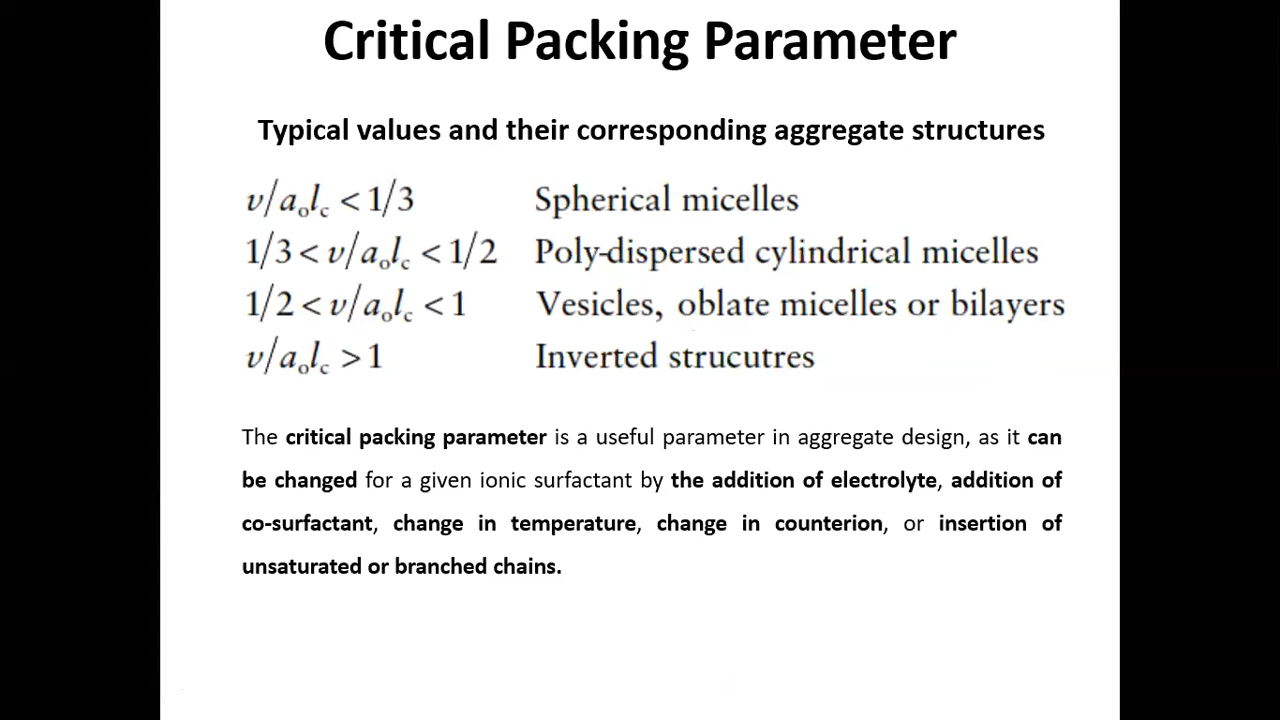 Critical Packing Parameter
Typical values and their corresponding aggregate structures
v/aₒl꜀ < 1/3 Spherical micelles
1/3 < v/aₒl꜀ < 1/2 Poly-dispersed cylindrical micelles
1/2 < v/aₒl꜀ < 1 Vesicles, oblate micelles or bilayers
v/aₒl꜀ > 1 Inverted strucutres
The critical packing parameter is a useful parameter in aggregate design, as it can
be changed for a given ionic surfactant by the addition of electrolyte, addition of
co-surfactant, change in temperature, change in counterion, or insertion of
unsaturated or branched chains.